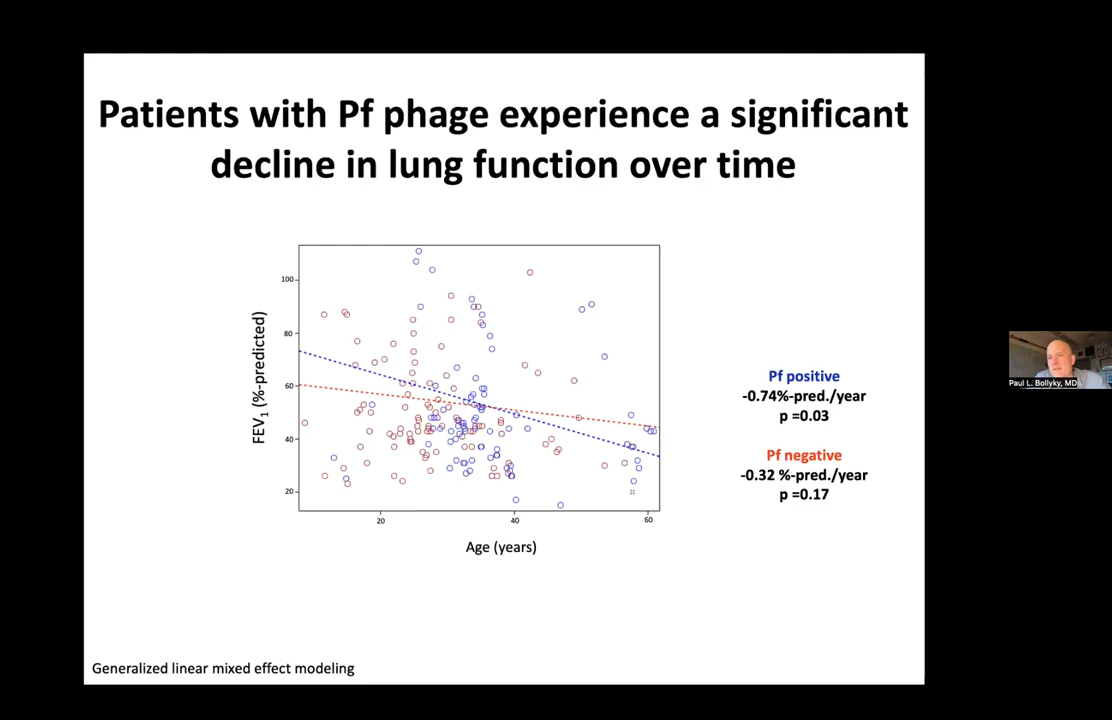 Patients with Pf phage experience a significant
decline in lung function over time
FEV1 (%-predicted)
100
80
60
40
20
20
40
60
Age (years)
Pf positive
-0.74%-pred./year
p =0.03
Pf negative
-0.32 %-pred./year
p =0.17
Generalized linear mixed effect modeling
Paul L. Bollyky, MD